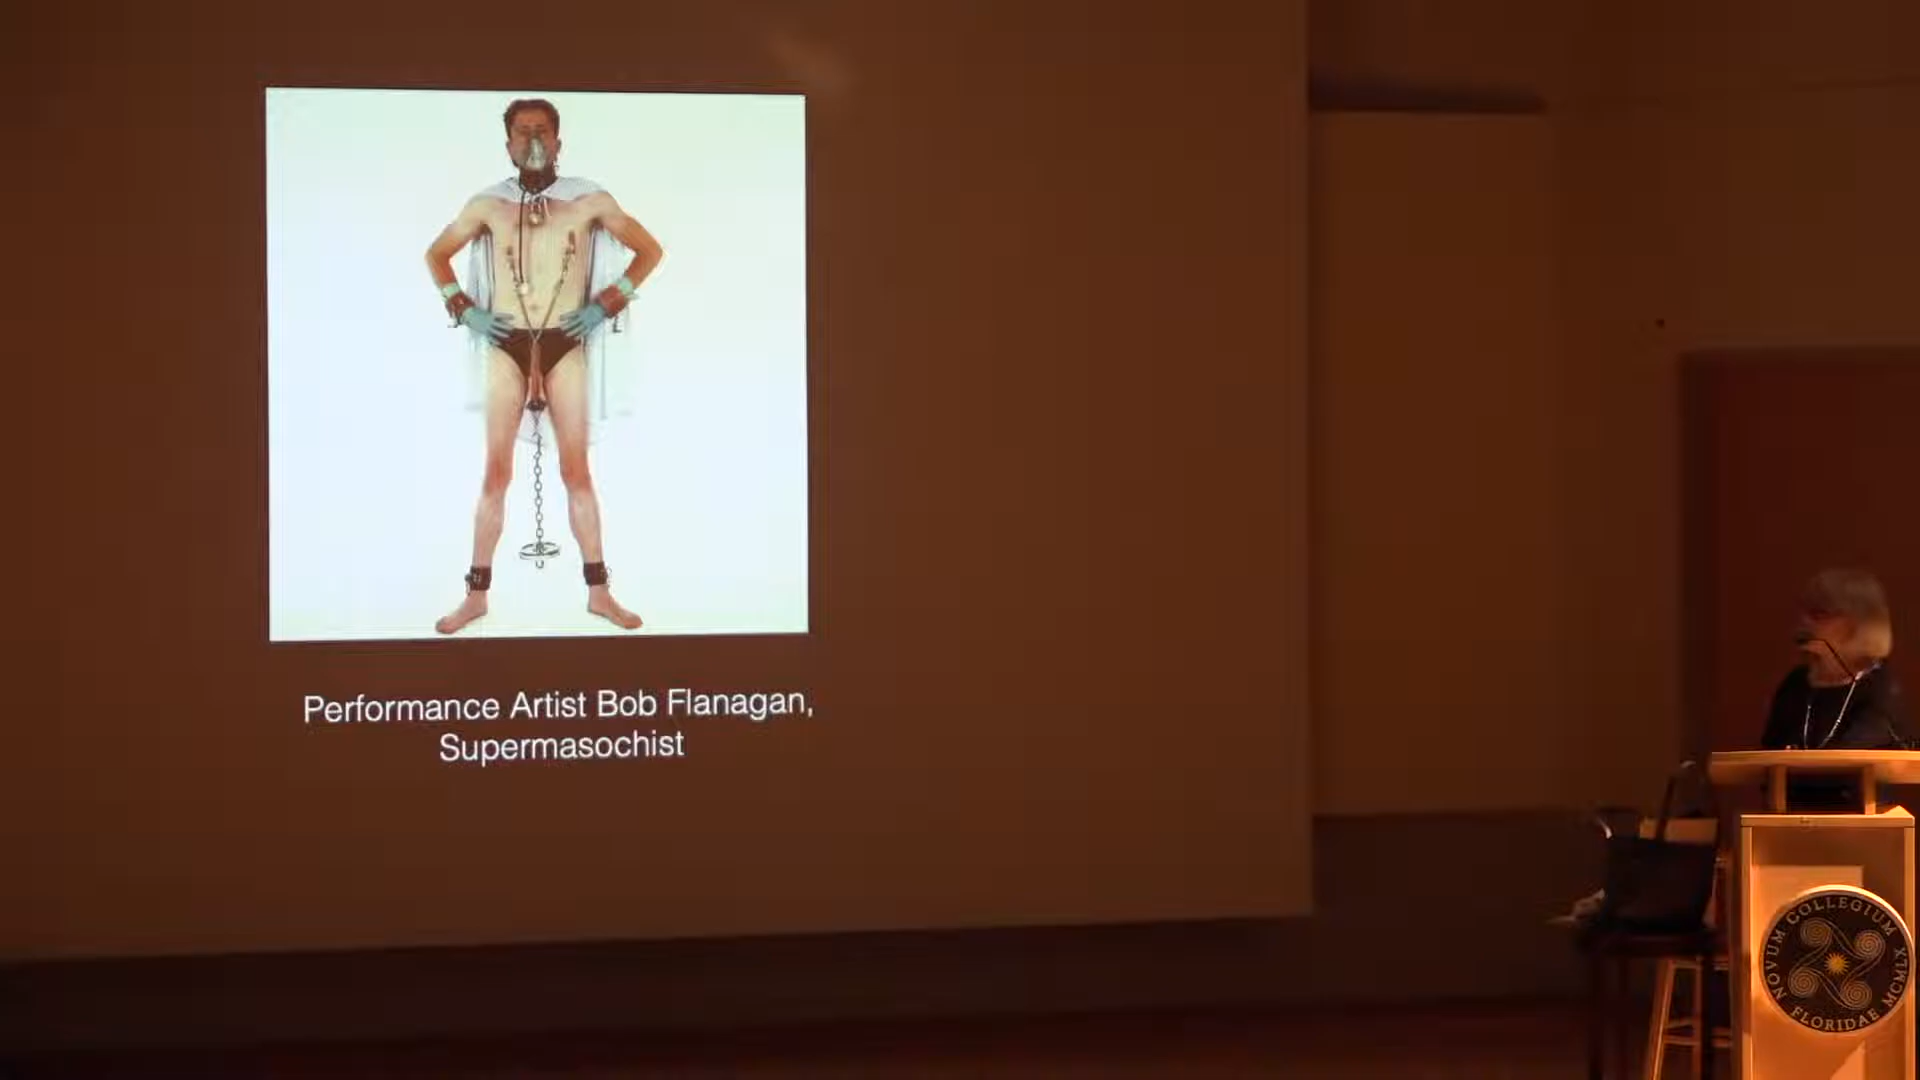 Performance Artist Bob Flanagan,
Supermasochist
NOVUM COLLEGIUM MCMLX
FLORIDAE